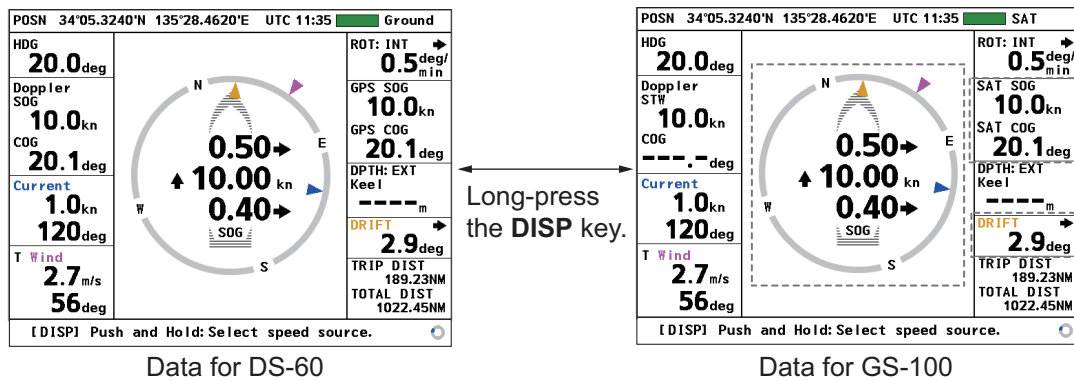 POSN 34°05.3240'N 135°28.4620'E UTC 11:35 Ground
HDG
20.0deg
Doppler
SOG
10.0kn
COG
20.1deg
Current
1.0kn
120deg
T Wind
2.7m/s
56deg
N
E
S
W
0.50
10.00 kn
0.40
SOG
ROT: INT
0.5deg/min
GPS SOG
10.0kn
GPS COG
20.1deg
DPTH: EXT
Keel
----m
DRIFT
2.9deg
TRIP DIST
189.23NM
TOTAL DIST
1022.45NM
[DISP] Push and Hold: Select speed source.
Data for DS-60
Long-press
the DISP key.
POSN 34°05.3240'N 135°28.4620'E UTC 11:35 SAT
HDG
20.0deg
Doppler
STW
10.0kn
COG
---.-deg
Current
1.0kn
120deg
T Wind
2.7m/s
56deg
N
E
S
W
0.50
10.00 kn
0.40
SOG
ROT: INT
0.5deg/min
SAT SOG
10.0kn
SAT COG
20.1deg
DPTH: EXT
Keel
----m
DRIFT
2.9deg
TRIP DIST
189.23NM
TOTAL DIST
1022.45NM
[DISP] Push and Hold: Select speed source.
Data for GS-100